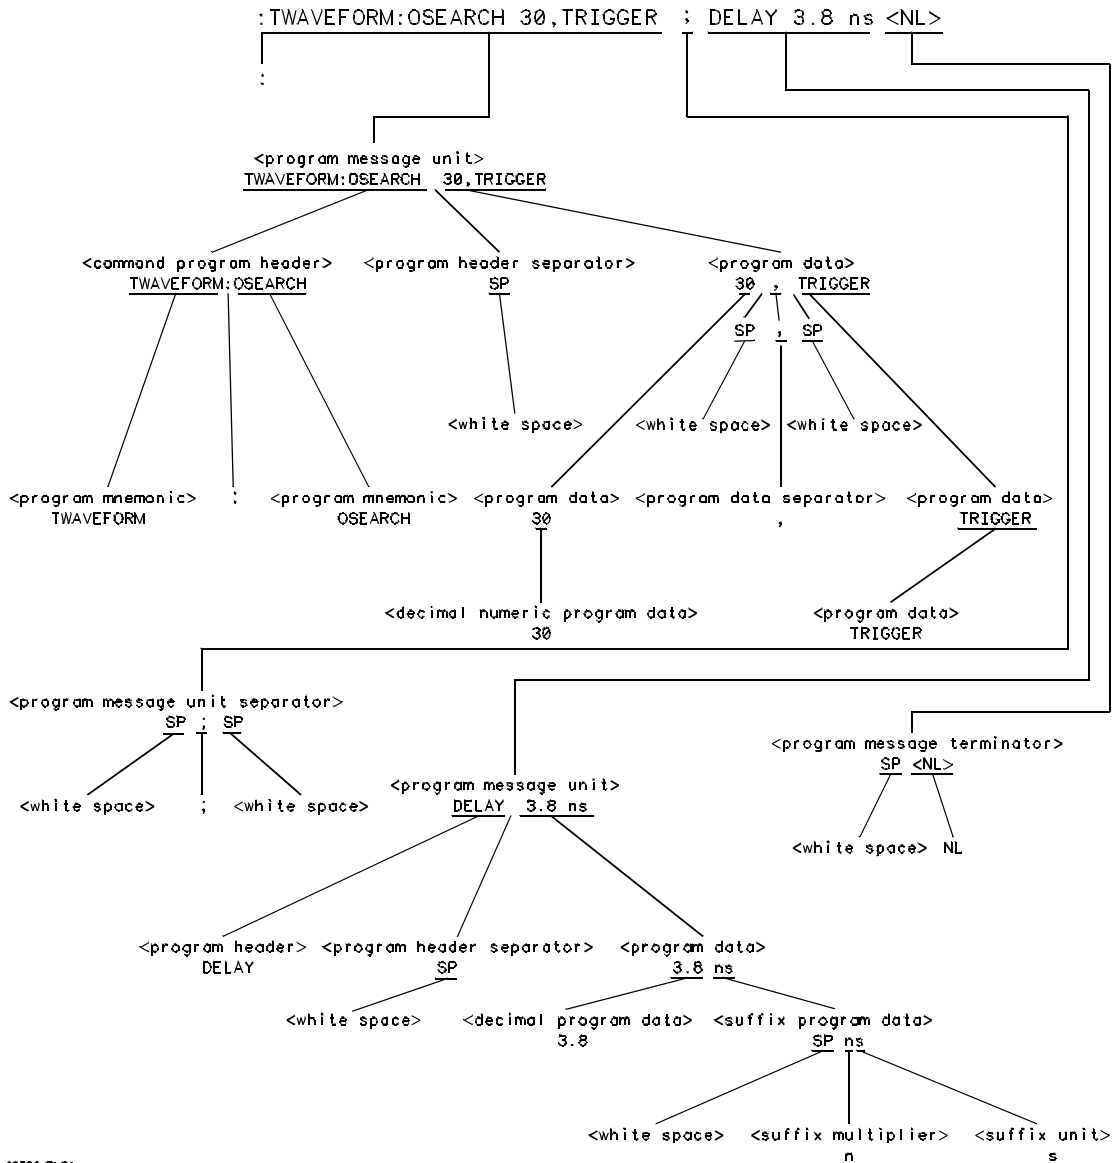 :TWAVEFORM:OSEARCH 30,TRIGGER ; DELAY 3.8 ns <NL>
:
<program message unit>
TWAVEFORM:OSEARCH 30,TRIGGER
<command program header> <program header separator> <program data>
TWAVEFORM:OSEARCH SP 30 , TRIGGER
SP , SP
<white space> <white space> <white space>
<program mnemonic> : <program mnemonic> <program data> <program data separator> <program data>
TWAVEFORM OSEARCH 30 , TRIGGER
<decimal numeric program data> <program data>
30 TRIGGER
<program message unit separator>
SP ; SP
<program message terminator>
SP <NL>
<program message unit>
<white space> ; <white space>
DELAY 3.8 ns
<white space> NL
<program header> <program header separator> <program data>
DELAY SP 3.8 ns
<white space> <decimal program data> <suffix program data>
3.8 SP ns
<white space> <suffix multiplier> <suffix unit>
n s